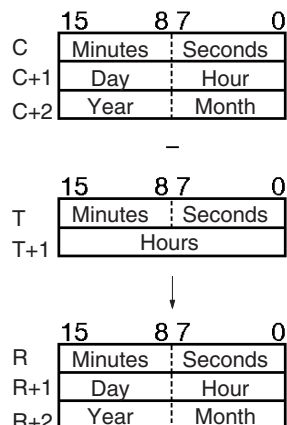 15 8 7 0
C Minutes Seconds
C+1 Day Hour
C+2 Year Month
–
15 8 7 0
T Minutes Seconds
T+1 Hours
15 8 7 0
R Minutes Seconds
R+1 Day Hour
R+2 Year Month